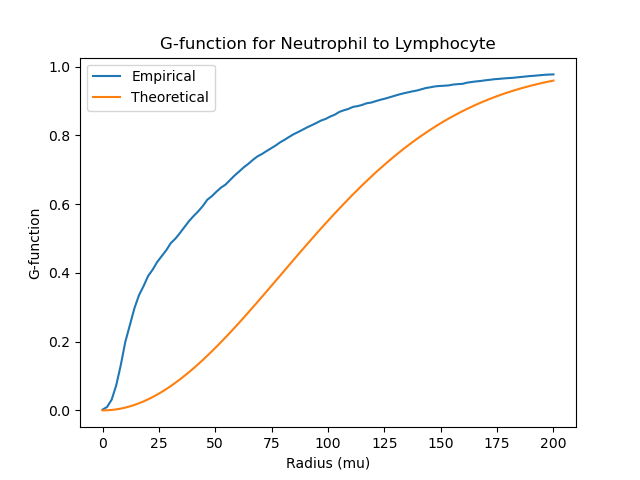 G-function for Neutrophil to Lymphocyte
Empirical
Theoretical
G-function
1.0
0.8
0.6
0.4
0.2
0.0
0 25 50 75 100 125 150 175 200
Radius (mu)